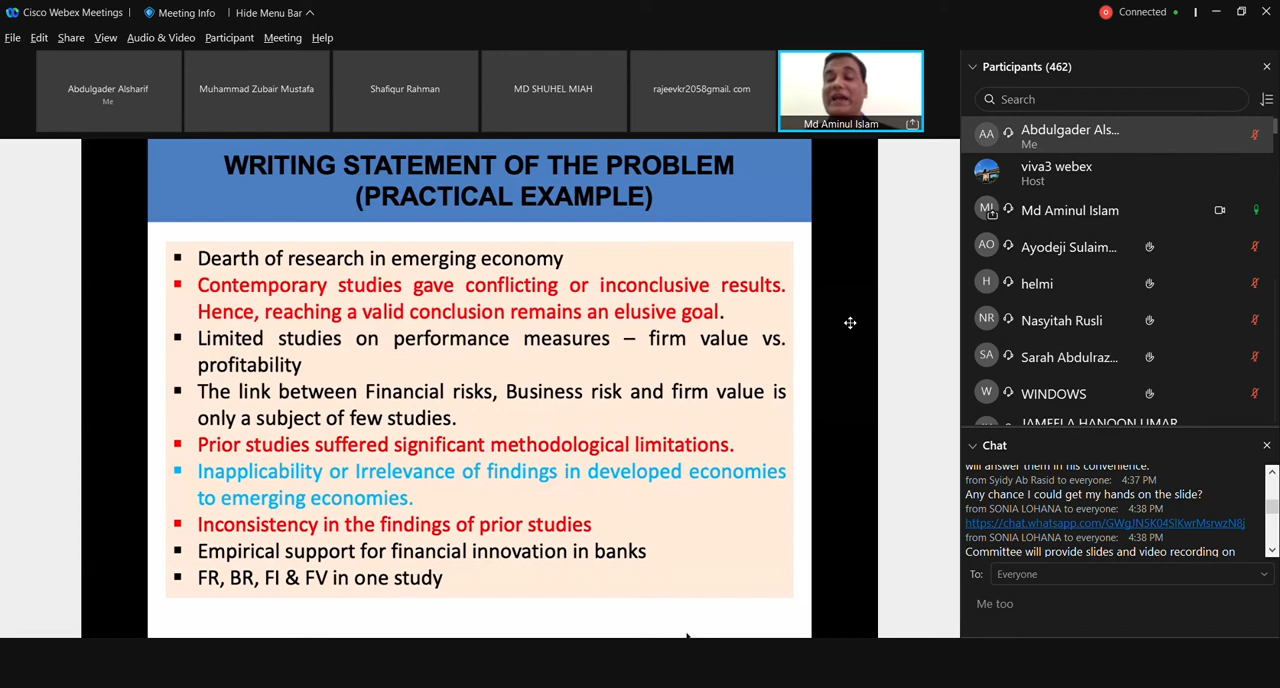 Cisco Webex Meetings
Meeting Info
Hide Menu Bar
Connected
File Edit Share View Audio & Video Participant Meeting Help
Abdulgader Alsharif
Me
Muhammad Zubair Mustafa
Shafiqur Rahman
MD SHUHEL MIAH
rajeevkr2058gmail. com
Md Aminul Islam
WRITING STATEMENT OF THE PROBLEM
(PRACTICAL EXAMPLE)
▪ Dearth of research in emerging economy
▪ Contemporary studies gave conflicting or inconclusive results.
Hence, reaching a valid conclusion remains an elusive goal.
▪ Limited studies on performance measures – firm value vs.
profitability
▪ The link between Financial risks, Business risk and firm value is
only a subject of few studies.
▪ Prior studies suffered significant methodological limitations.
▪ Inapplicability or Irrelevance of findings in developed economies
to emerging economies.
▪ Inconsistency in the findings of prior studies
▪ Empirical support for financial innovation in banks
▪ FR, BR, FI & FV in one study
Participants (462)
Search
AA Abdulgader Als...
Me
viva3 webex
Host
MI Md Aminul Islam
AO Ayodeji Sulaim...
H helmi
NR Nasyitah Rusli
SA Sarah Abdulraz...
W WINDOWS
JAMEELA HANOON UMAR
Chat
will answer them in his convenience.
from Syidy Ab Rasid to everyone: 4:37 PM
Any chance I could get my hands on the slide?
from SONIA LOHANA to everyone: 4:38 PM
from SONIA LOHANA to everyone: 4:38 PM
Committee will provide slides and video recording on
To: Everyone
Me too